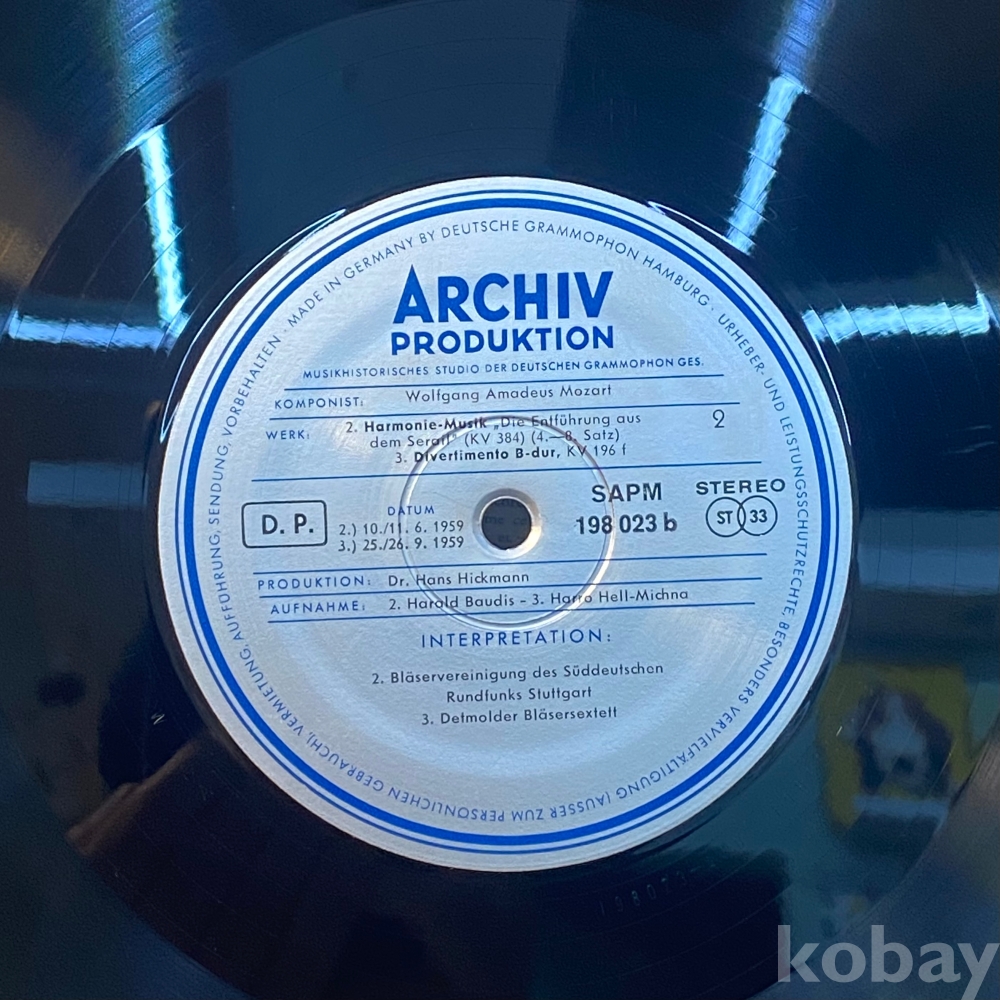 MADE IN GERMANY BY DEUTSCHE GRAMMOPHON HAMBURG · URHEBER- UND LEISTUNGSSCHUTZRECHTE, BESONDERS VERVIELFÄLTIGUNG (AUSSER ZUM PERSÖNLICHEN GEBRAUCH), VERMIETUNG, AUFFÜHRUNG, SENDUNG, VORBEHALTEN ·
ARCHIV
PRODUKTION
MUSIKHISTORISCHES STUDIO DER DEUTSCHEN GRAMMOPHON GES.
KOMPONIST: Wolfgang Amadeus Mozart
WERK: 2. Harmonie-Musik „Die Entführung aus
dem Serail" (KV 384) (4.—8. Satz)
3. Divertimento B-dur, KV 196 f
2
D. P.
DATUM
2.) 10./11. 6. 1959
3.) 25./26. 9. 1959
SAPM
198 023 b
STEREO
ST 33
PRODUKTION: Dr. Hans Hickmann
AUFNAHME: 2. Harold Baudis - 3. Harro Hell-Michna
INTERPRETATION:
2. Bläservereinigung des Süddeutschen
Rundfunks Stuttgart
3. Detmolder Bläsersextett
kobay